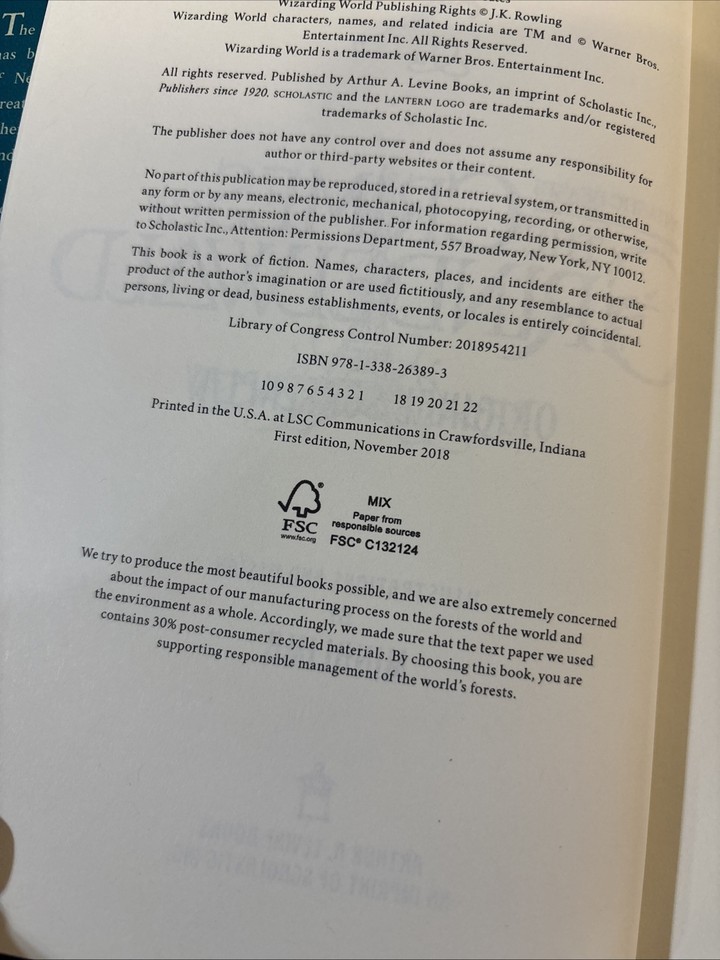 Wizarding World Publishing Rights © J.K. Rowling
Wizarding World characters, names, and related indicia are TM and © Warner Bros.
Entertainment Inc. All Rights Reserved.
Wizarding World is a trademark of Warner Bros. Entertainment Inc.
All rights reserved. Published by Arthur A. Levine Books, an imprint of Scholastic Inc.,
Publishers since 1920. SCHOLASTIC and the LANTERN LOGO are trademarks and/or registered
trademarks of Scholastic Inc.
The publisher does not have any control over and does not assume any responsibility for
author or third-party websites or their content.
No part of this publication may be reproduced, stored in a retrieval system, or transmitted in
any form or by any means, electronic, mechanical, photocopying, recording, or otherwise,
without written permission of the publisher. For information regarding permission, write
to Scholastic Inc., Attention: Permissions Department, 557 Broadway, New York, NY 10012.
This book is a work of fiction. Names, characters, places, and incidents are either the
product of the author's imagination or are used fictitiously, and any resemblance to actual
persons, living or dead, business establishments, events, or locales is entirely coincidental.
Library of Congress Control Number: 2018954211
ISBN 978-1-338-26389-3
10 9 8 7 6 5 4 3 2 1 18 19 20 21 22
Printed in the U.S.A. at LSC Communications in Crawfordsville, Indiana
First edition, November 2018
FSC®
www.fsc.org
MIX
Paper from
responsible sources
FSC® C132124
We try to produce the most beautiful books possible, and we are also extremely concerned
about the impact of our manufacturing process on the forests of the world and
the environment as a whole. Accordingly, we made sure that the text paper we used
contains 30% post-consumer recycled materials. By choosing this book, you are
supporting responsible management of the world's forests.
The